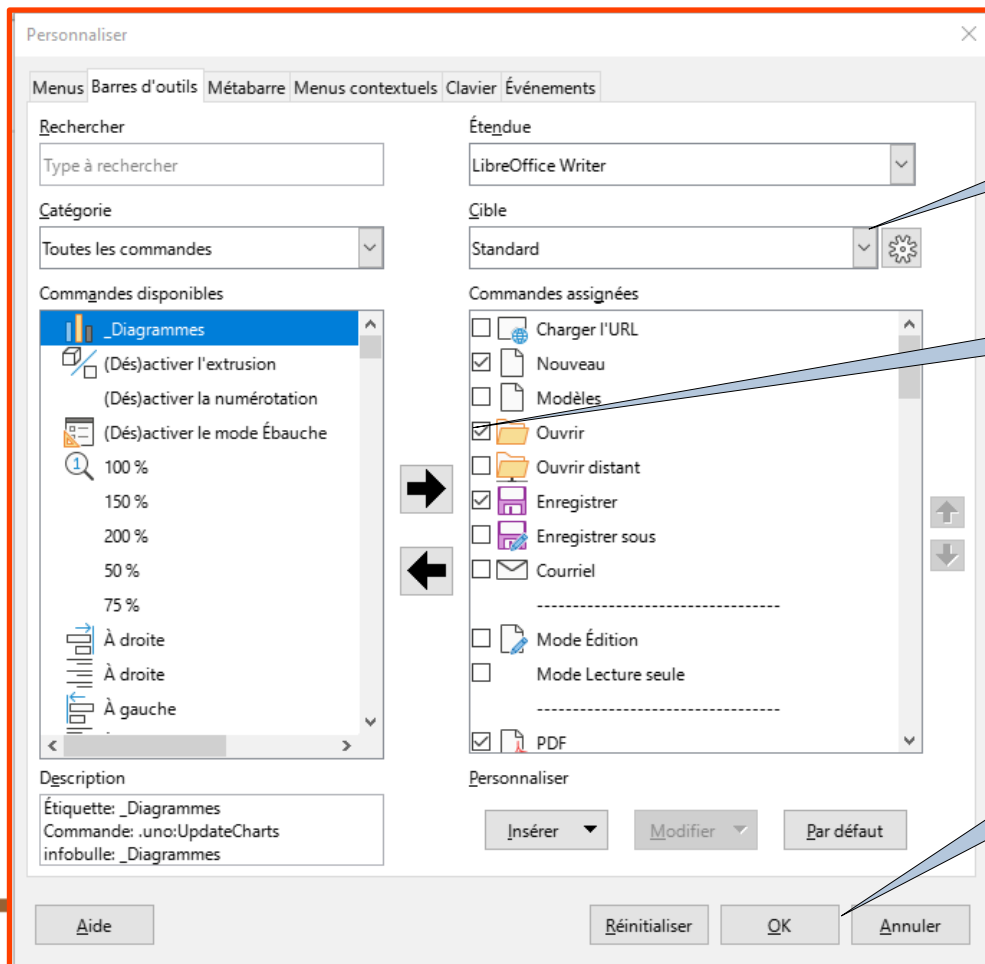 Personnaliser
Menus Barres d'outils Métabarre Menus contextuels Clavier Événements
Rechercher
Type à rechercher
Catégorie
Toutes les commandes
Commandes disponibles
_Diagrammes
(Dés)activer l'extrusion
(Dés)activer la numérotation
(Dés)activer le mode Ébauche
100 %
150 %
200 %
50 %
75 %
À droite
À droite
À gauche
Description
Étiquette: _Diagrammes
Commande: .uno:UpdateCharts
infobulle: _Diagrammes
Étendue
LibreOffice Writer
Cible
Standard
Commandes assignées
Charger l'URL
Nouveau
Modèles
Ouvrir
Ouvrir distant
Enregistrer
Enregistrer sous
Courriel
----------------------------------
Mode Édition
Mode Lecture seule
----------------------------------
PDF
Personnaliser
Insérer Modifier Par défaut
Aide Réinitialiser OK Annuler